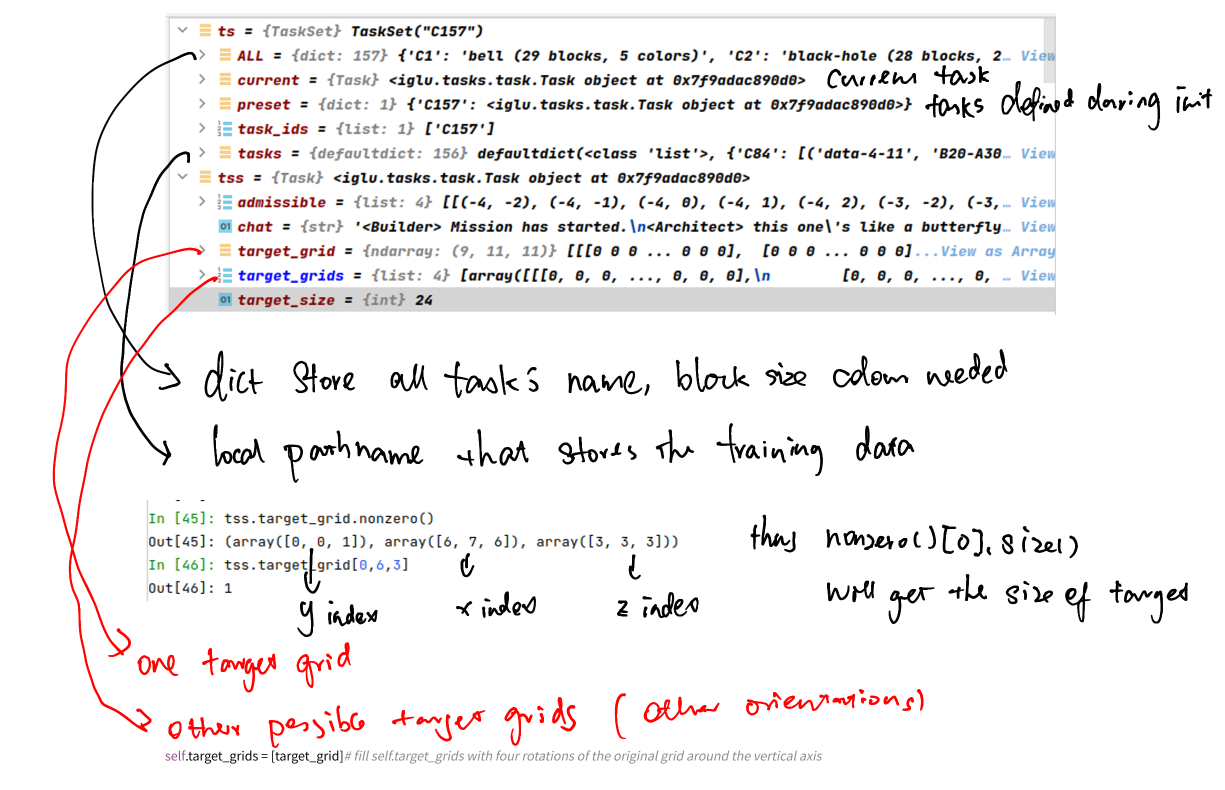 ts = {TaskSet} TaskSet("C157")
ALL = {dict: 157} {'C1': 'bell (29 blocks, 5 colors)', 'C2': 'black-hole (28 blocks, 2... View
current = {Task} <iglu.tasks.task.Task object at 0x7f9adac890d0> current task
preset = {dict: 1} {'C157': <iglu.tasks.task.Task object at 0x7f9adac890d0>} tasks defined during init
task_ids = {list: 1} ['C157']
tasks = {defaultdict: 156} defaultdict(<class 'list'>, {'C84': [('data-4-11', 'B20-A30... View
tss = {Task} <iglu.tasks.task.Task object at 0x7f9adac890d0>
admissible = {list: 4} [[(-4, -2), (-4, -1), (-4, 0), (-4, 1), (-4, 2), (-3, -2), (-3,... View
chat = {str} '<Builder> Mission has started.\n<Architect> this one\'s like a butterfly... View
target_grid = {ndarray: (9, 11, 11)} [[[0 0 0 ... 0 0 0], [0 0 0 ... 0 0 0]...View as Array
target_grids = {list: 4} [array([[[0, 0, 0, ..., 0, 0, 0],\n [0, 0, 0, ..., 0, ... View
target_size = {int} 24
dict store all task's name, block size colour needed
local pathname that stores the training data
In [45]: tss.target_grid.nonzero()
Out[45]: (array([0, 0, 1]), array([6, 7, 6]), array([3, 3, 3]))
In [46]: tss.target_grid[0,6,3]
Out[46]: 1
y index x index z index
thus nonzero()[0].size()
will get the size of target
one target grid
other possible target grids (other orientations)
self.target_grids = [target_grid] # fill self.target_grids with four rotations of the original grid around the vertical axis